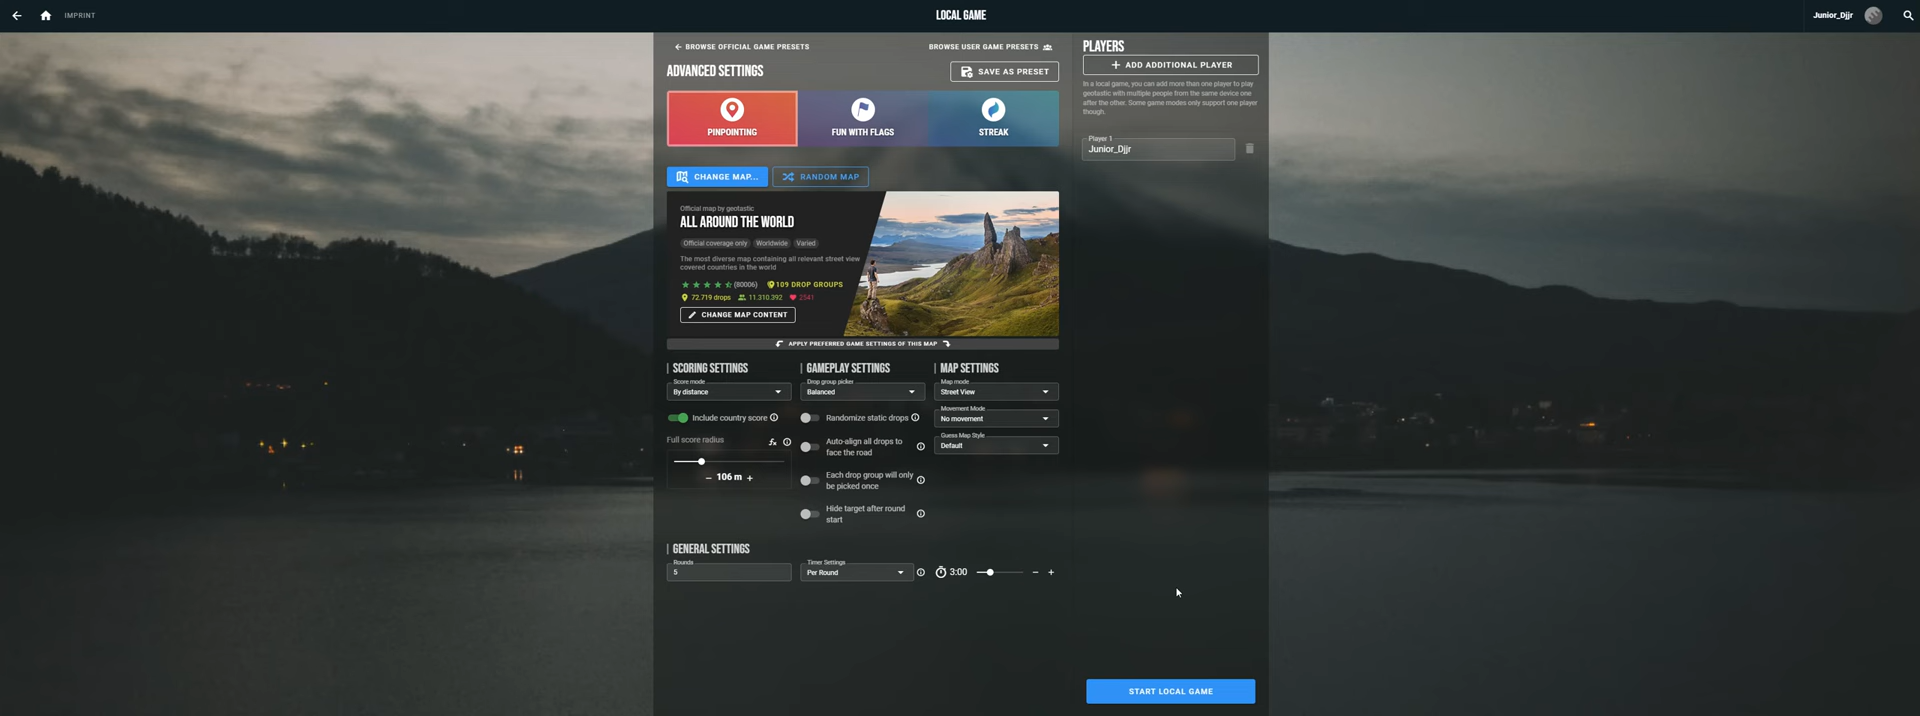 IMPRINT
LOCAL GAME
Junior_Djjr
BROWSE OFFICIAL GAME PRESETS
BROWSE USER GAME PRESETS
ADVANCED SETTINGS
SAVE AS PRESET
PINPOINTING
FUN WITH FLAGS
STREAK
CHANGE MAP...
RANDOM MAP
Official map by geotastic
ALL AROUND THE WORLD
Official coverage only
Worldwide
Varied
The most diverse map containing all relevant street view
covered countries in the world
(80006)
109 DROP GROUPS
72.719 drops
11.310.392
2541
CHANGE MAP CONTENT
APPLY PREFERRED GAME SETTINGS OF THIS MAP
SCORING SETTINGS
Score mode
By distance
Include country score
Full score radius
fx
− 106 m +
GAMEPLAY SETTINGS
Drop group picker
Balanced
Randomize static drops
Auto-align all drops to
face the road
Each drop group will only
be picked once
Hide target after round
start
MAP SETTINGS
Map mode
Street View
Movement Mode
No movement
Guess Map Style
Default
GENERAL SETTINGS
Rounds
5
Timer Settings
Per Round
3:00
− +
PLAYERS
+ ADD ADDITIONAL PLAYER
In a local game, you can add more than one player to play
geotastic with multiple people from the same device one
after the other. Some game modes only support one player
though.
Player 1
Junior_Djjr
START LOCAL GAME